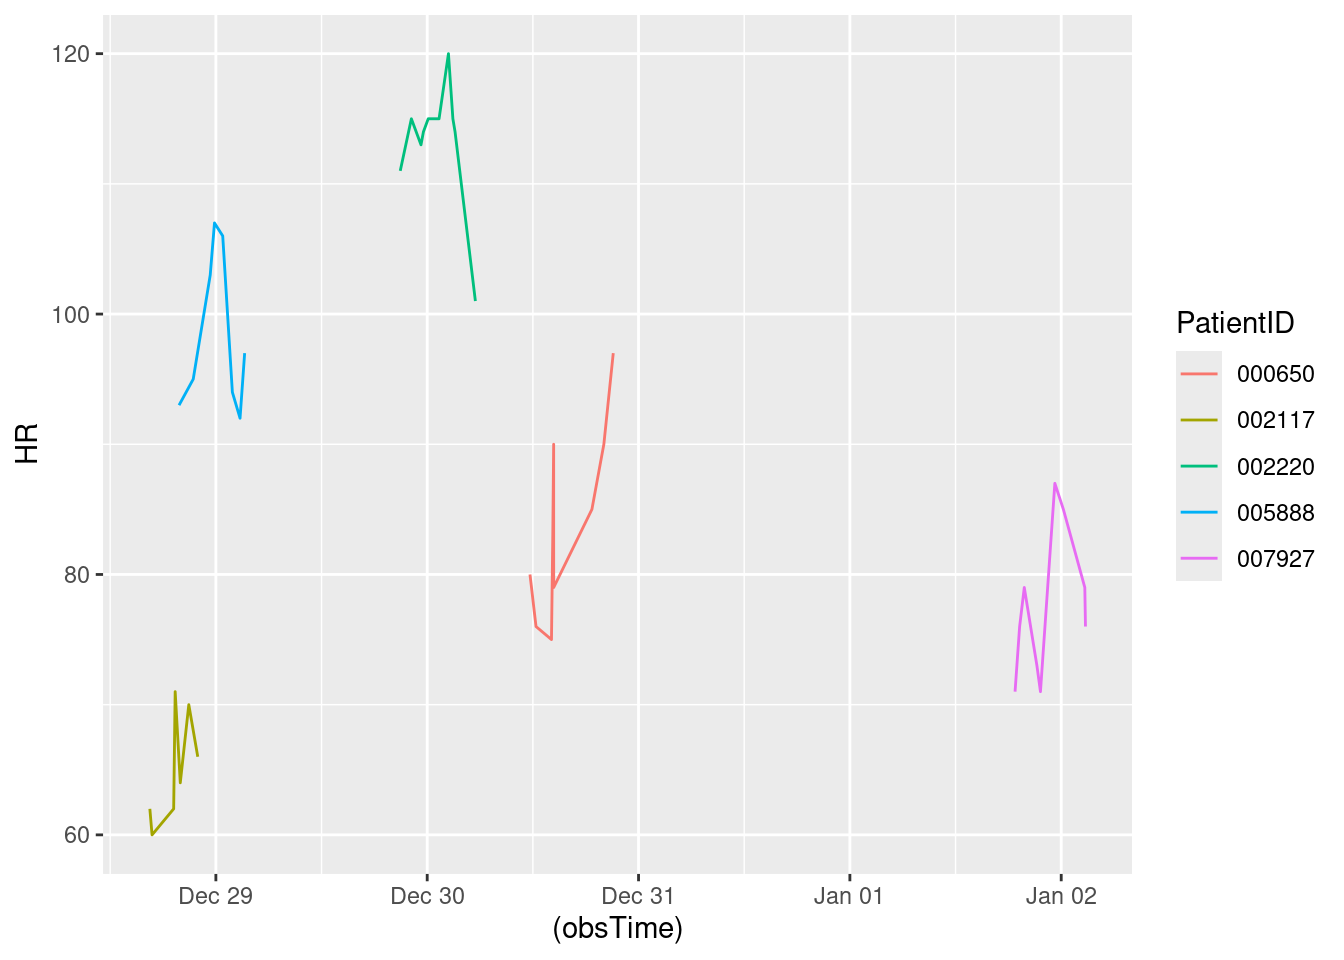 120
100
80
60
HR
Dec 29
Dec 30
Dec 31
Jan 01
Jan 02
(obsTime)
PatientID
000650
002117
002220
005888
007927